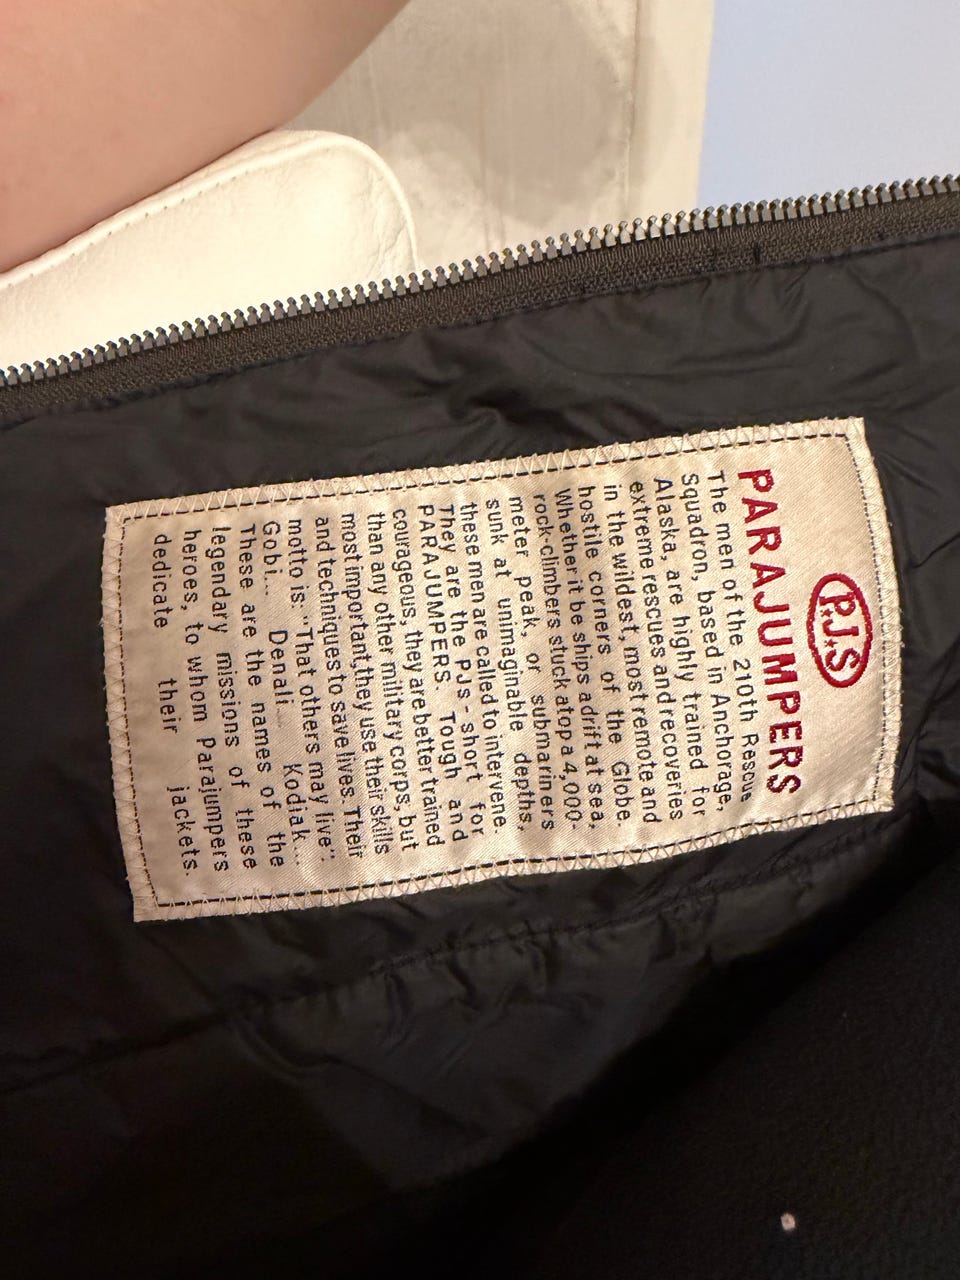 P.J.S
PARAJUMPERS
The men of the 210th Rescue
Squadron, based in Anchorage,
Alaska, are highly trained for
extreme rescues and recoveries
in the wildest, most remote and
hostile corners of the Globe.
Whether it be ships adrift at sea,
rock-climbers stuck atop a 4,000-
meter peak, or submariners
sunk at unimaginable depths,
these men are called to intervene.
They are the PJs - short for
PARAJUMPERS. Tough and
courageous, they are better trained
than any other military corps; but
most important, they use their skills
and techniques to save lives. Their
motto is: "That others may live".
Gobi... Denali... Kodiak...
These are the names of the
legendary missions of these
heroes, to whom Parajumpers
dedicate their jackets.